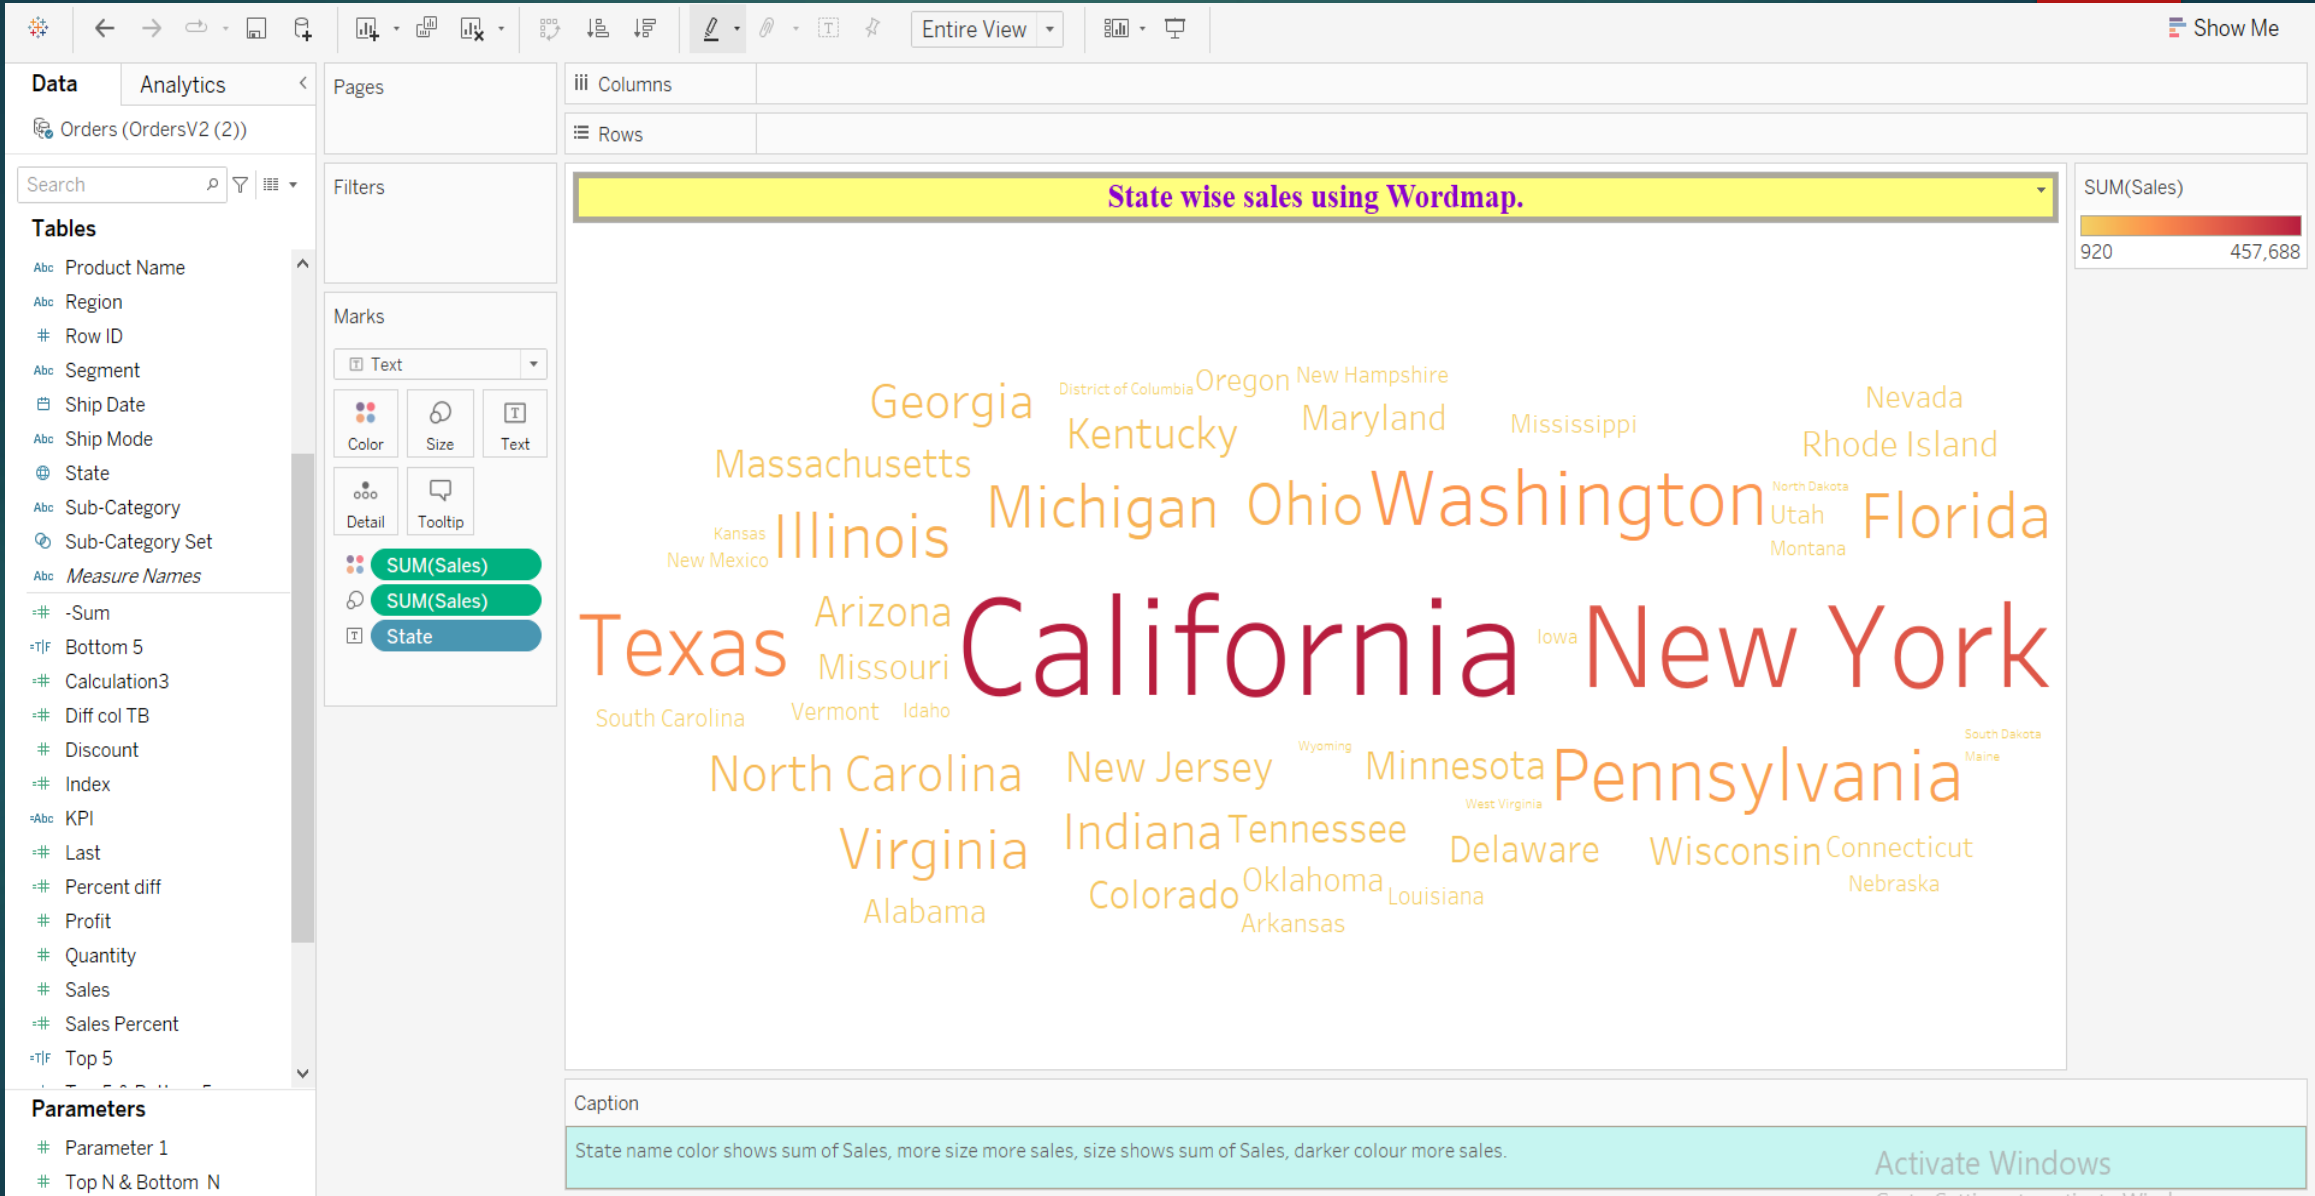 Entire View
Show Me
Data
Analytics
Pages
Columns
Orders (OrdersV2 (2))
Rows
Search
Filters
State wise sales using Wordmap.
SUM(Sales)
920
457,688
Tables
Abc Product Name
Abc Region
# Row ID
Abc Segment
Ship Date
Abc Ship Mode
State
Abc Sub-Category
Sub-Category Set
Abc Measure Names
=# -Sum
=T|F Bottom 5
=# Calculation3
=# Diff col TB
# Discount
=# Index
=Abc KPI
=# Last
=# Percent diff
# Profit
# Quantity
# Sales
=# Sales Percent
=T|F Top 5
Parameters
# Parameter 1
# Top N & Bottom N
Marks
T Text
Color
Size
Text
Detail
Tooltip
SUM(Sales)
SUM(Sales)
State
Georgia
District of Columbia
Oregon
New Hampshire
Nevada
Kentucky
Maryland
Mississippi
Rhode Island
Massachusetts
Michigan
Ohio
Washington
North Dakota
Utah
Montana
Florida
Kansas
New Mexico
Illinois
Texas
Arizona
Missouri
California
Iowa
New York
South Carolina
Vermont
Idaho
North Carolina
New Jersey
Wyoming
Minnesota
Pennsylvania
South Dakota
Maine
West Virginia
Virginia
Indiana
Tennessee
Delaware
Wisconsin
Connecticut
Nebraska
Colorado
Oklahoma
Louisiana
Alabama
Arkansas
Caption
State name color shows sum of Sales, more size more sales, size shows sum of Sales, darker colour more sales.
Activate Windows